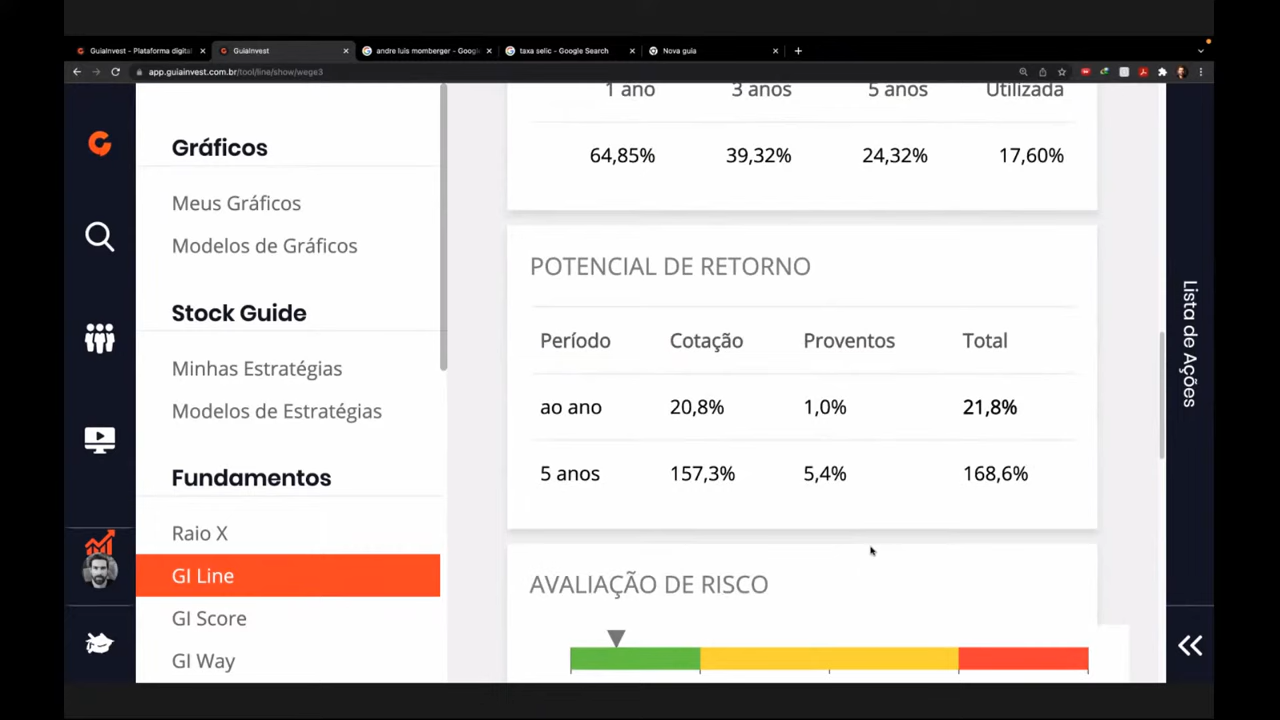 GuiaInvest - Plataforma digital
GuiaInvest
andre luis momberger - Goog
taxa selic - Google Search
Nova guia
app.guiainvest.com.br/tool/line/show/wege3
Gráficos
Meus Gráficos
Modelos de Gráficos
Stock Guide
Minhas Estratégias
Modelos de Estratégias
Fundamentos
Raio X
GI Line
GI Score
GI Way
1 ano 3 anos 5 anos Utilizada
64,85% 39,32% 24,32% 17,60%
POTENCIAL DE RETORNO
Período Cotação Proventos Total
ao ano 20,8% 1,0% 21,8%
5 anos 157,3% 5,4% 168,6%
AVALIAÇÃO DE RISCO
Lista de Ações